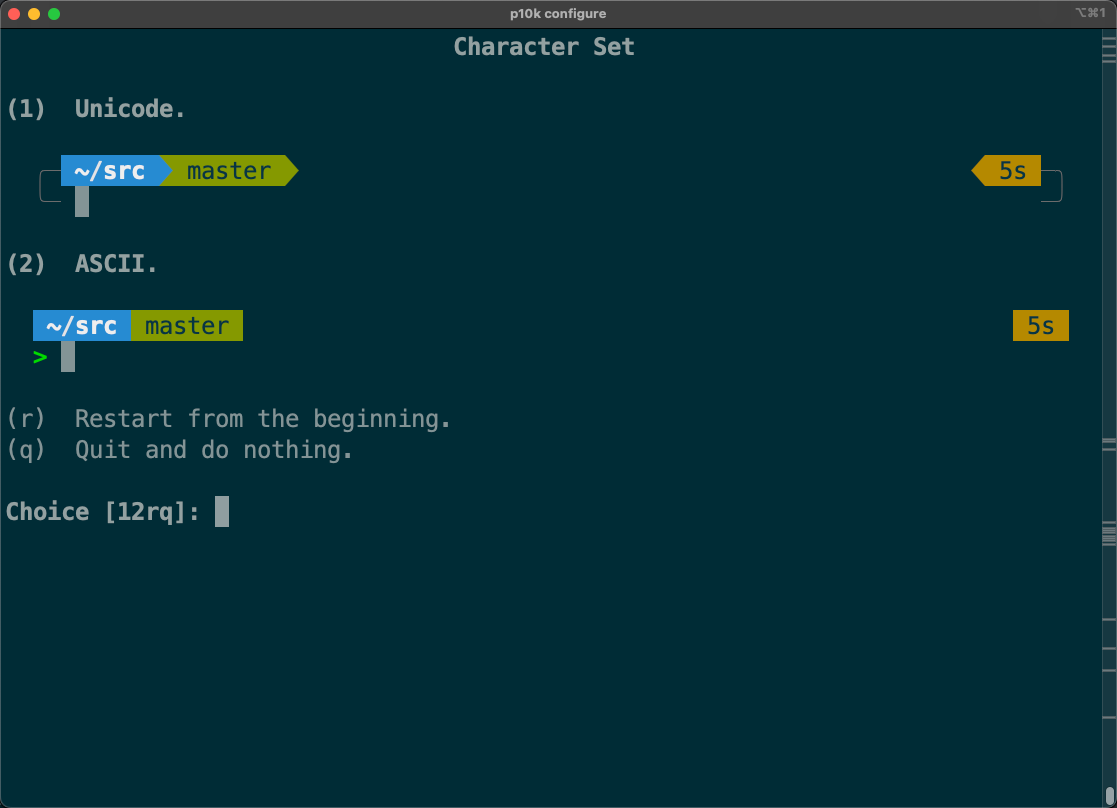 p10k configure
⌥⌘1
Character Set
(1) Unicode.
~/src master 5s
(2) ASCII.
~/src master 5s
>
(r) Restart from the beginning.
(q) Quit and do nothing.
Choice [12rq]: